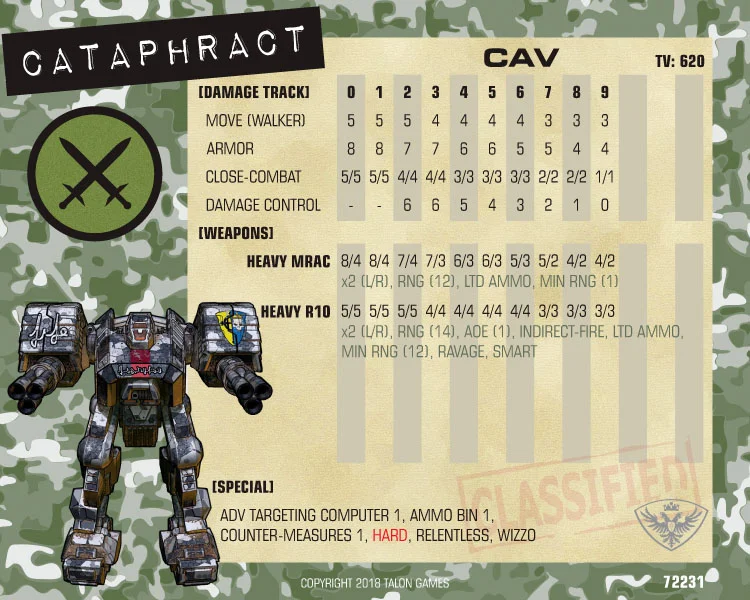 CATAPHRACT
CAV
TV: 620
[DAMAGE TRACK] 0 1 2 3 4 5 6 7 8 9
MOVE (WALKER) 5 5 5 4 4 4 4 3 3 3
ARMOR 8 8 7 7 6 6 5 5 4 4
CLOSE-COMBAT 5/5 5/5 4/4 4/4 3/3 3/3 3/3 2/2 2/2 1/1
DAMAGE CONTROL - - 6 6 5 4 3 2 1 0
[WEAPONS]
HEAVY MRAC 8/4 8/4 7/4 7/3 6/3 6/3 5/3 5/2 4/2 4/2
x2 (L/R), RNG (12), LTD AMMO, MIN RNG (1)
HEAVY R10 5/5 5/5 5/5 4/4 4/4 4/4 4/4 3/3 3/3 3/3
x2 (L/R), RNG (14), AOE (1), INDIRECT-FIRE, LTD AMMO,
MIN RNG (12), RAVAGE, SMART
[SPECIAL]
ADV TARGETING COMPUTER 1, AMMO BIN 1,
COUNTER-MEASURES 1, HARD, RELENTLESS, WIZZO
CLASSIFIED
COPYRIGHT 2018 TALON GAMES
72231